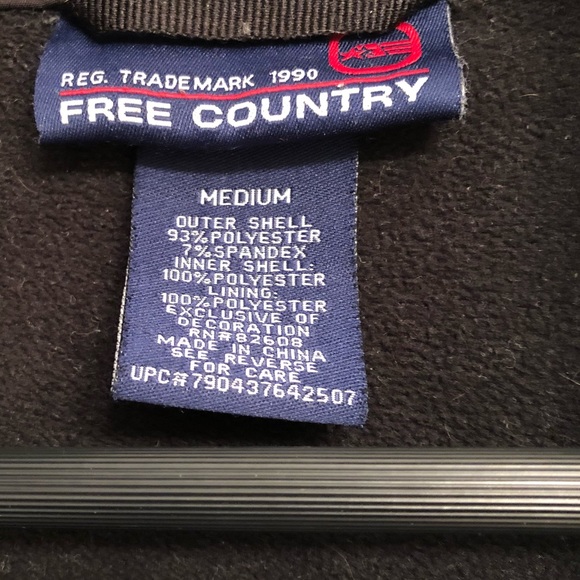 REG. TRADEMARK 1990
FREE COUNTRY
MEDIUM
OUTER SHELL
93%POLYESTER
7%SPANDEX
INNER SHELL:
100%POLYESTER
LINING:
100%POLYESTER
EXCLUSIVE OF
DECORATION
RN#82608
MADE IN CHINA
SEE REVERSE
FOR CARE
UPC#790437642507